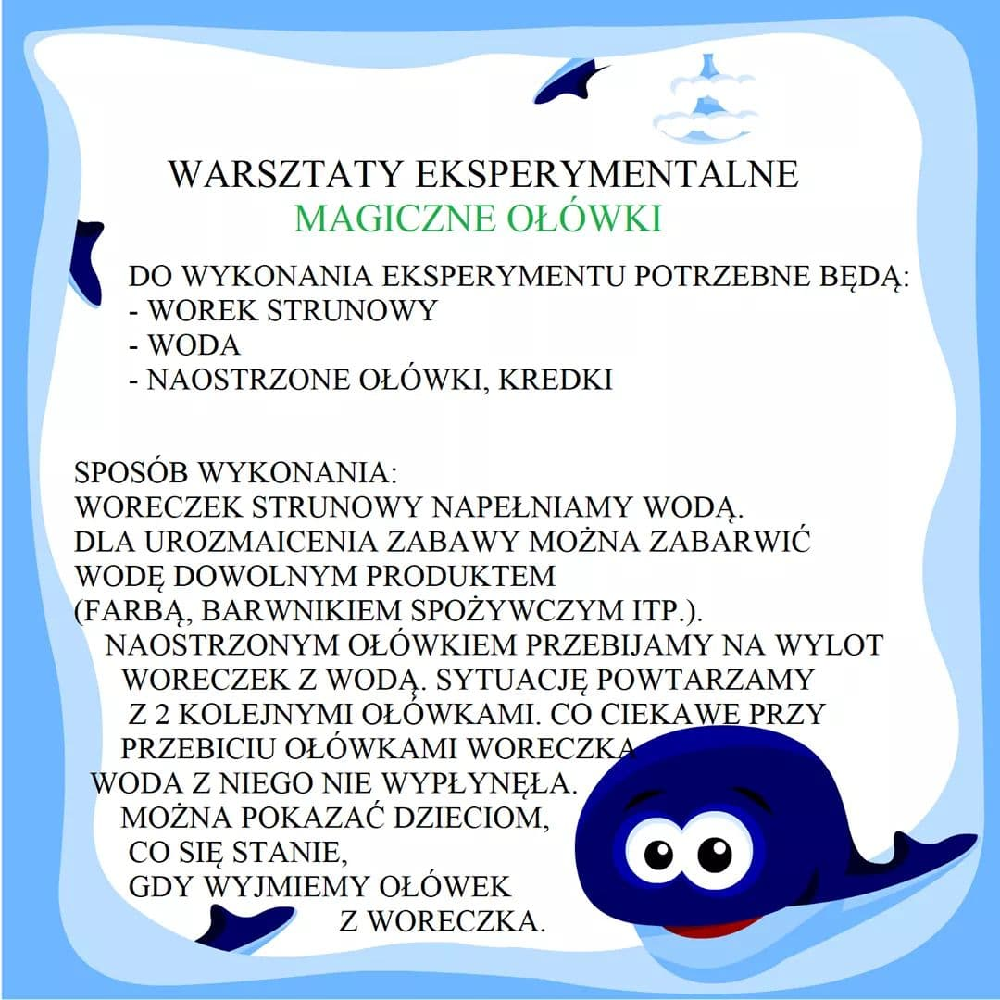 WARSZTATY EKSPERYMENTALNE
MAGICZNE OŁÓWKI
DO WYKONANIA EKSPERYMENTU POTRZEBNE BĘDĄ:
- WOREK STRUNOWY
- WODA
- NAOSTRZONE OŁÓWKI, KREDKI
SPOSÓB WYKONANIA:
WORECZEK STRUNOWY NAPEŁNIAMY WODĄ.
DLA UROZMAICENIA ZABAWY MOŻNA ZABARWIĆ
WODĘ DOWOLNYM PRODUKTEM
(FARBĄ, BARWNIKIEM SPOŻYWCZYM ITP.).
NAOSTRZONYM OŁÓWKIEM PRZEBIJAMY NA WYLOT
WORECZEK Z WODĄ. SYTUACJĘ POWTARZAMY
Z 2 KOLEJNYMI OŁÓWKAMI. CO CIEKAWE PRZY
PRZEBICIU OŁÓWKAMI WORECZKA
WODA Z NIEGO NIE WYPŁYNĘŁA.
MOŻNA POKAZAĆ DZIECIOM,
CO SIĘ STANIE,
GDY WYJMIEMY OŁÓWEK
Z WORECZKA.